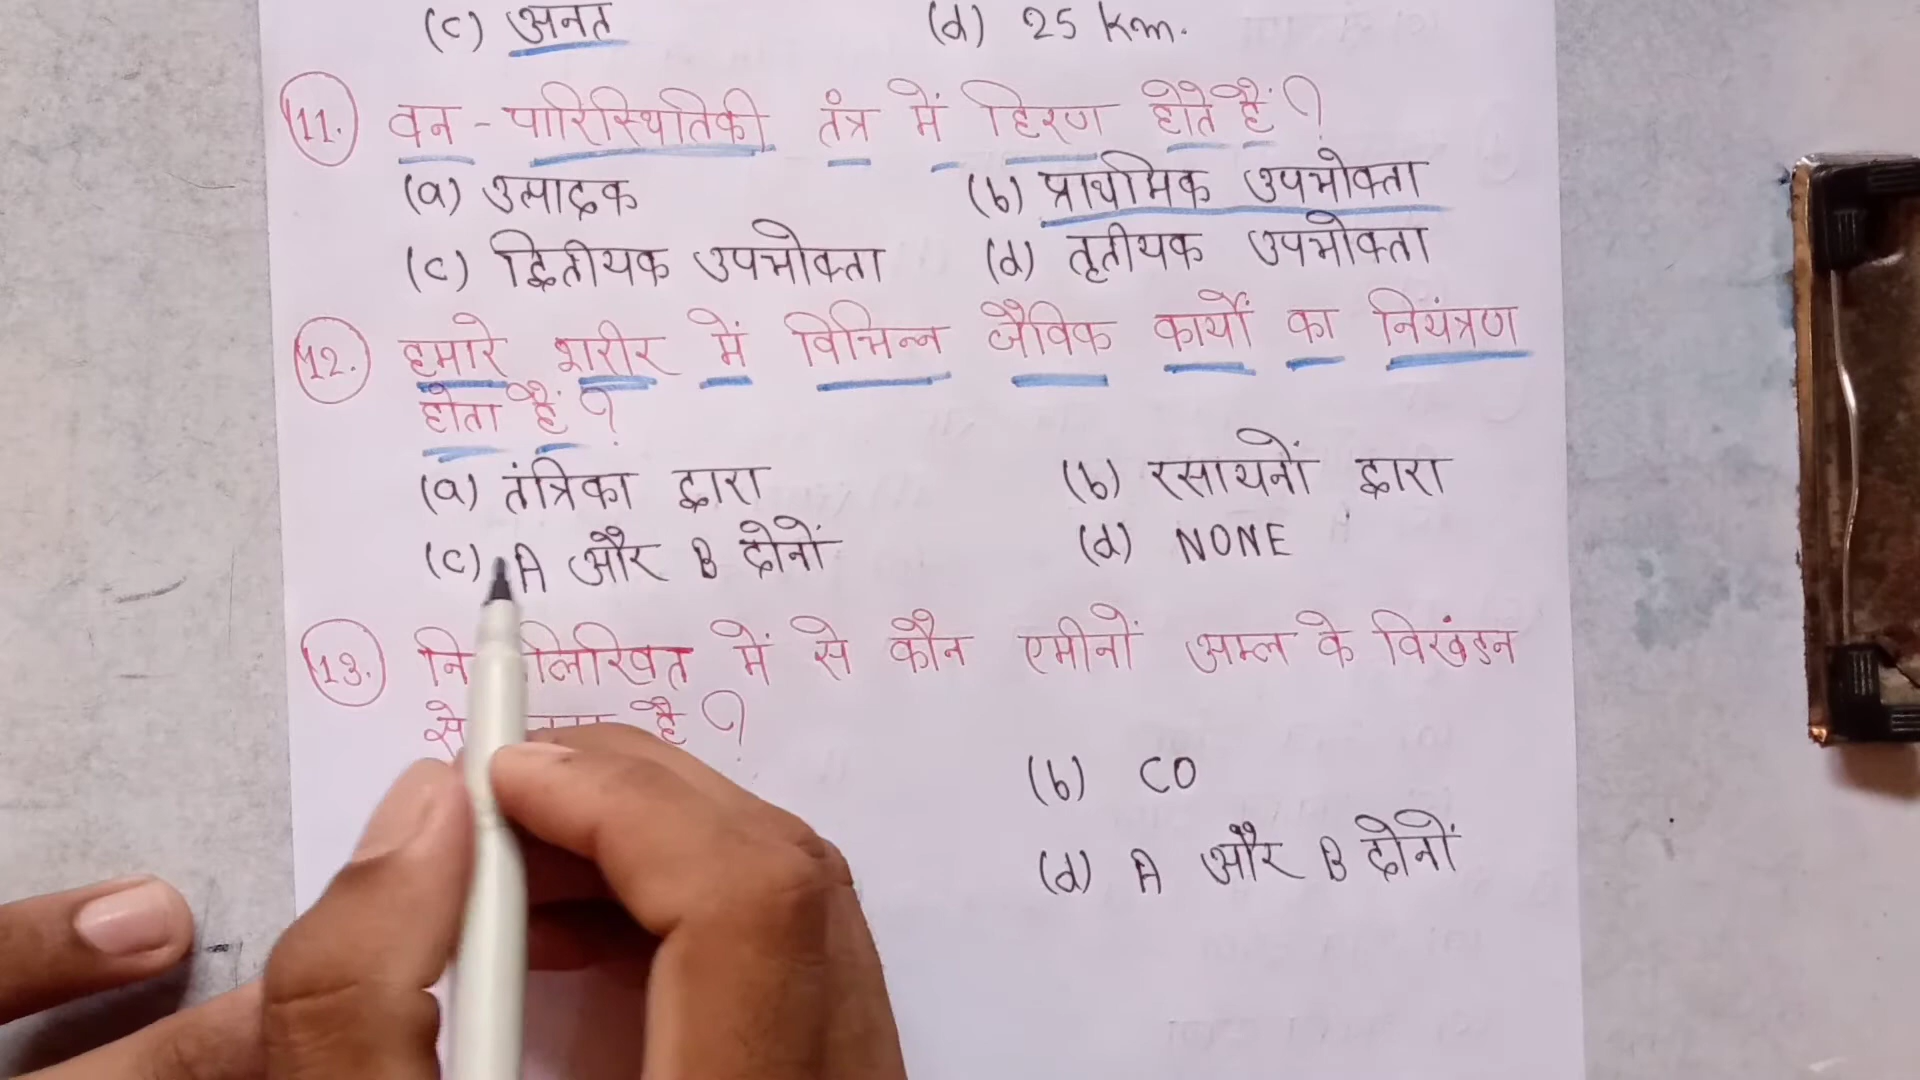 (c) अनंत (d) 25 Km.
11. वन - पारिस्थितिकी तंत्र में हिरण होते हैं ?
(a) उत्पादक (b) प्राथमिक उपभोक्ता
(c) द्वितीयक उपभोक्ता (d) तृतीयक उपभोक्ता
12. हमारे शरीर में विभिन्न जैविक कार्यों का नियंत्रण
होता हैं ?
(a) तंत्रिका द्वारा (b) रसायनों द्वारा
(c) A और B दोनों (d) NONE
13. लिखित में से कौन एमीनों अम्ल के विखंडन
से है ?
(b) CO
(d) A और B दोनों